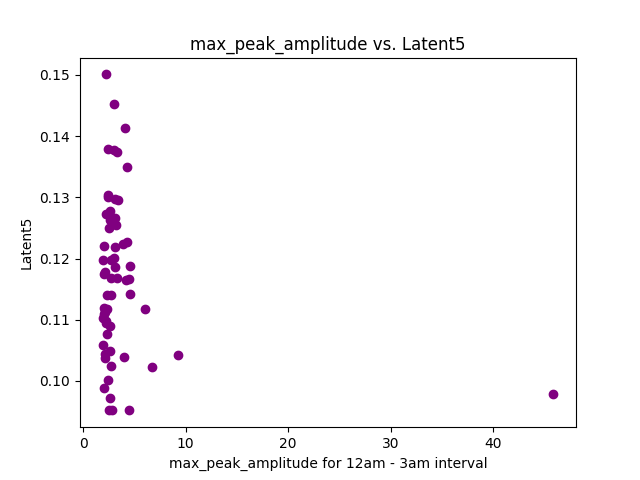 max_peak_amplitude vs. Latent5
0.15
0.14
0.13
0.12
0.11
0.10
Latent5
0 10 20 30 40
max_peak_amplitude for 12am - 3am interval